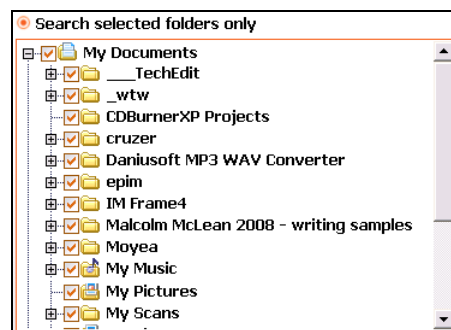 Search selected folders only
My Documents
___TechEdit
_wtw
CDBurnerXP Projects
cruzer
Daniusoft MP3 WAV Converter
epim
IM Frame4
Malcolm McLean 2008 - writing samples
Moyea
My Music
My Pictures
My Scans